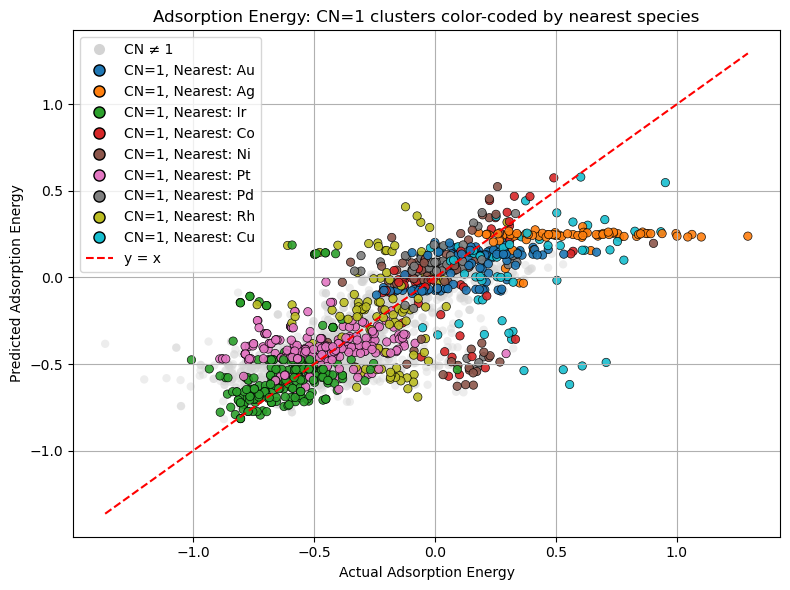 Adsorption Energy: CN=1 clusters color-coded by nearest species
CN ≠ 1
CN=1, Nearest: Au
CN=1, Nearest: Ag
CN=1, Nearest: Ir
CN=1, Nearest: Co
CN=1, Nearest: Ni
CN=1, Nearest: Pt
CN=1, Nearest: Pd
CN=1, Nearest: Rh
CN=1, Nearest: Cu
y = x
Predicted Adsorption Energy
1.0
0.5
0.0
−0.5
−1.0
−1.0
−0.5
0.0
0.5
1.0
Actual Adsorption Energy